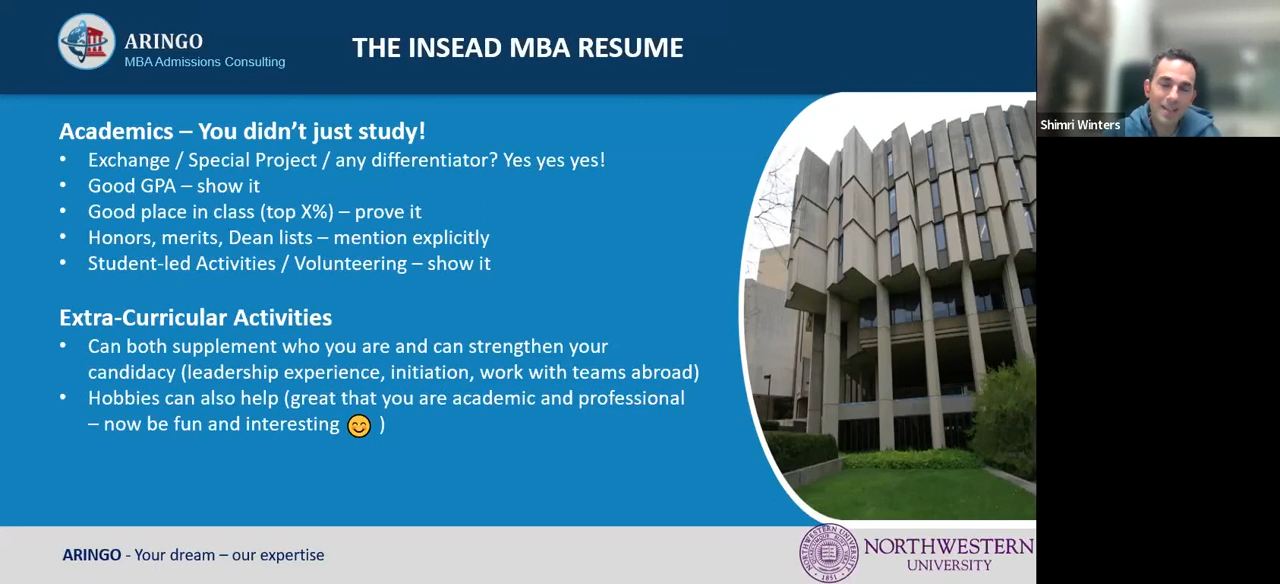 ARINGO
MBA Admissions Consulting
THE INSEAD MBA RESUME
Shimri Winters
Academics – You didn’t just study!
• Exchange / Special Project / any differentiator? Yes yes yes!
• Good GPA – show it
• Good place in class (top X%) – prove it
• Honors, merits, Dean lists – mention explicitly
• Student-led Activities / Volunteering – show it
Extra-Curricular Activities
• Can both supplement who you are and can strengthen your
candidacy (leadership experience, initiation, work with teams abroad)
• Hobbies can also help (great that you are academic and professional
– now be fun and interesting 😊 )
ARINGO - Your dream – our expertise
1851
NORTHWESTERN
UNIVERSITY